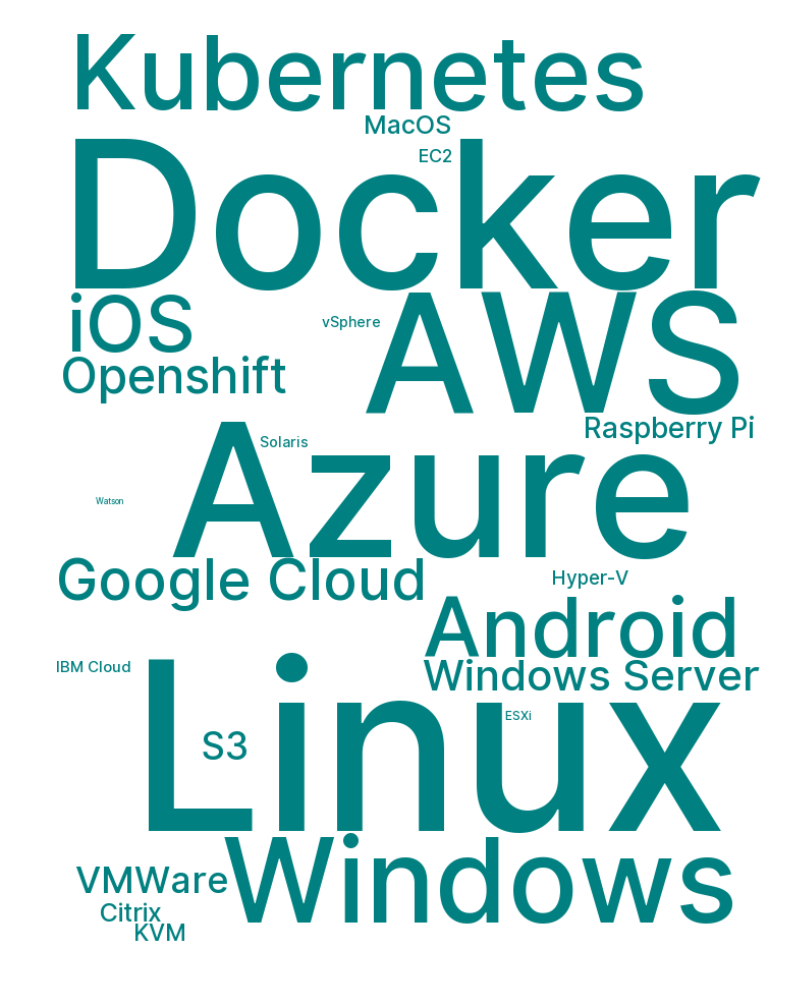 Kubernetes
MacOS
EC2
Docker
iOS
vSphere
AWS
Openshift
Raspberry Pi
Solaris
Azure
Watson
Google Cloud
Hyper-V
Android
IBM Cloud
Windows Server
ESXi
S3
Linux
Windows
VMWare
Citrix
KVM